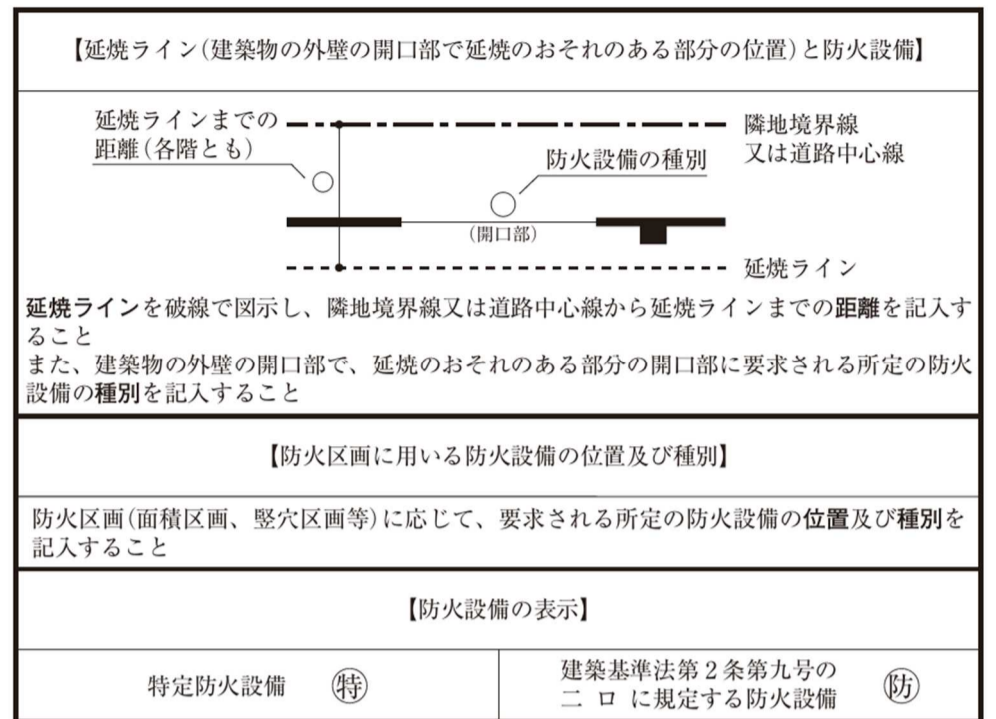 【延焼ライン(建築物の外壁の開口部で延焼のおそれのある部分の位置)と防火設備】
延焼ラインまでの
距離(各階とも)
隣地境界線
又は道路中心線
防火設備の種別
(開口部)
延焼ライン
延焼ラインを破線で図示し、隣地境界線又は道路中心線から延焼ラインまでの距離を記入す
ること
また、建築物の外壁の開口部で、延焼のおそれのある部分の開口部に要求される所定の防火
設備の種別を記入すること
【防火区画に用いる防火設備の位置及び種別】
防火区画(面積区画、竪穴区画等)に応じて、要求される所定の防火設備の位置及び種別を
記入すること
【防火設備の表示】
特定防火設備 ㊕
建築基準法第2条第九号の
二 ロ に規定する防火設備 防